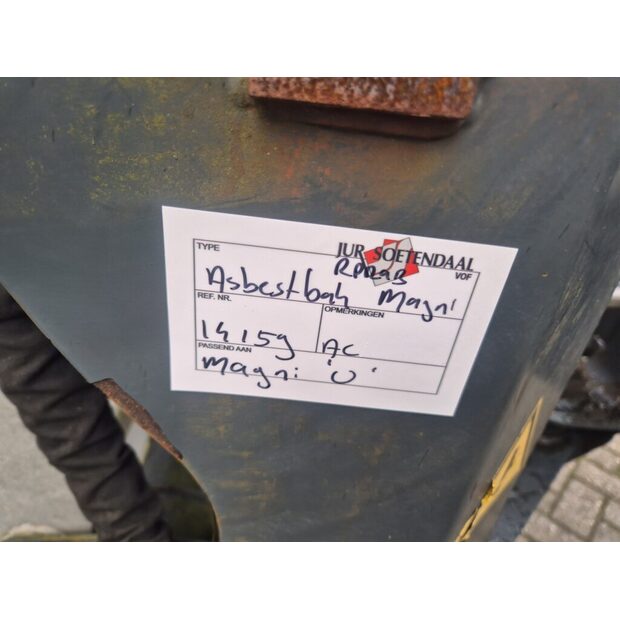 TYPE
JUR SOETENDAAL
VOF
Asbestbak Magni
REF. NR.
OPMERKINGEN
14159
AC
PASSEND AAN
Magni 'U'